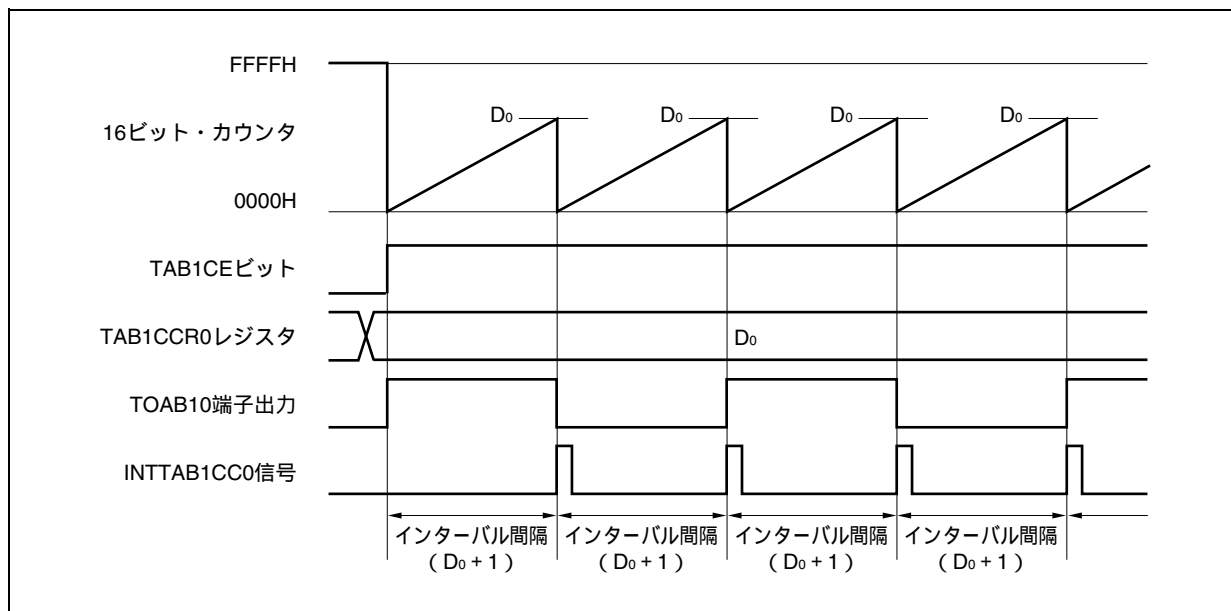 FFFFH
16ビット・カウンタ
D0 D0 D0 D0
0000H
TAB1CEビット
TAB1CCR0レジスタ
D0
TOAB10端子出力
INTTAB1CC0信号
インターバル間隔 インターバル間隔 インターバル間隔 インターバル間隔
（D0＋1） （D0＋1） （D0＋1） （D0＋1）